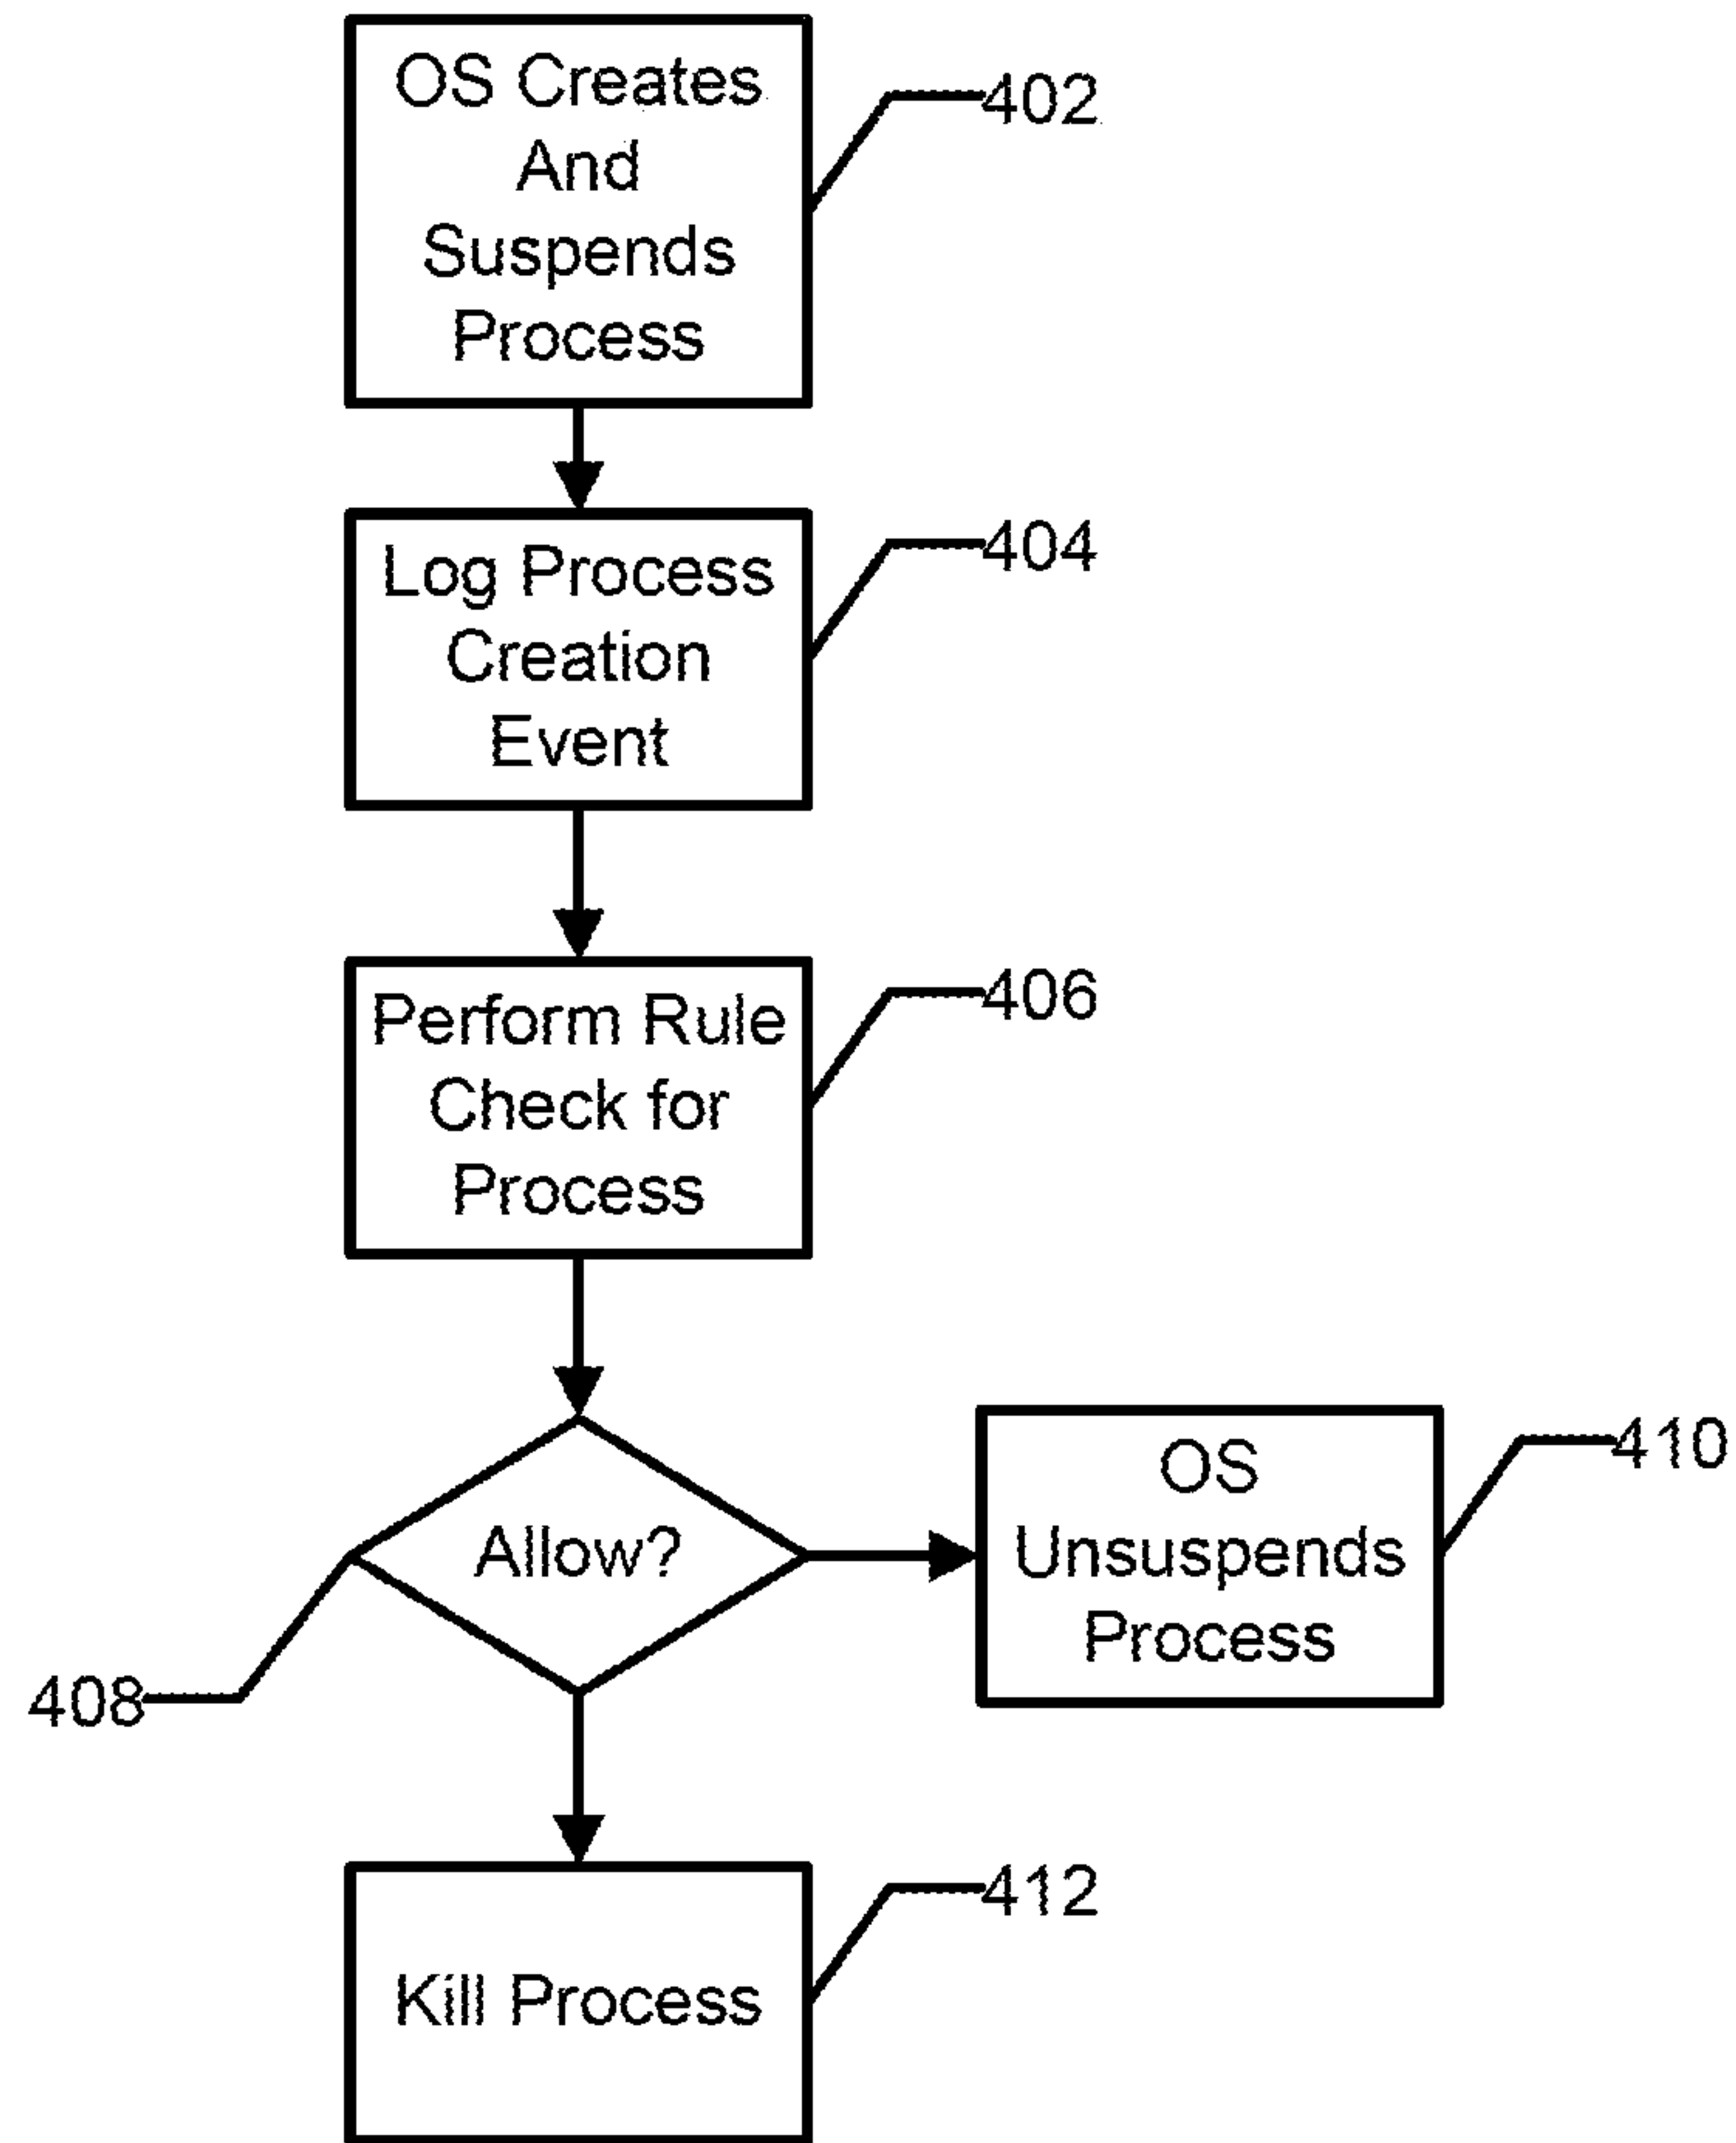 OS Creates
And
Suspends
Process
402
Log Process
Creation
Event
404
Perform Rule
Check for
Process
406
Allow?
408
OS
Unsuspends
Process
410
Kill Process
412